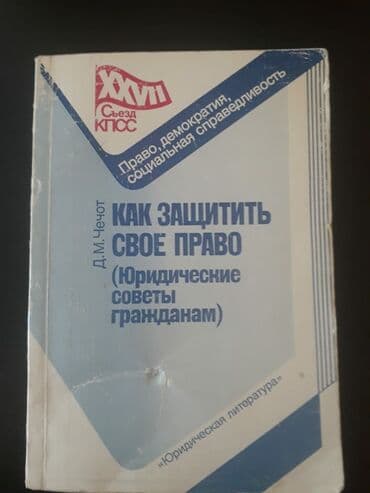 XXVII
Съезд
КПСС
Право, демократия,
социальная справедливость
Д.М.Чечот
КАК ЗАЩИТИТЬ
СВОЕ ПРАВО
(Юридические
советы
гражданам)
«Юридическая литература»